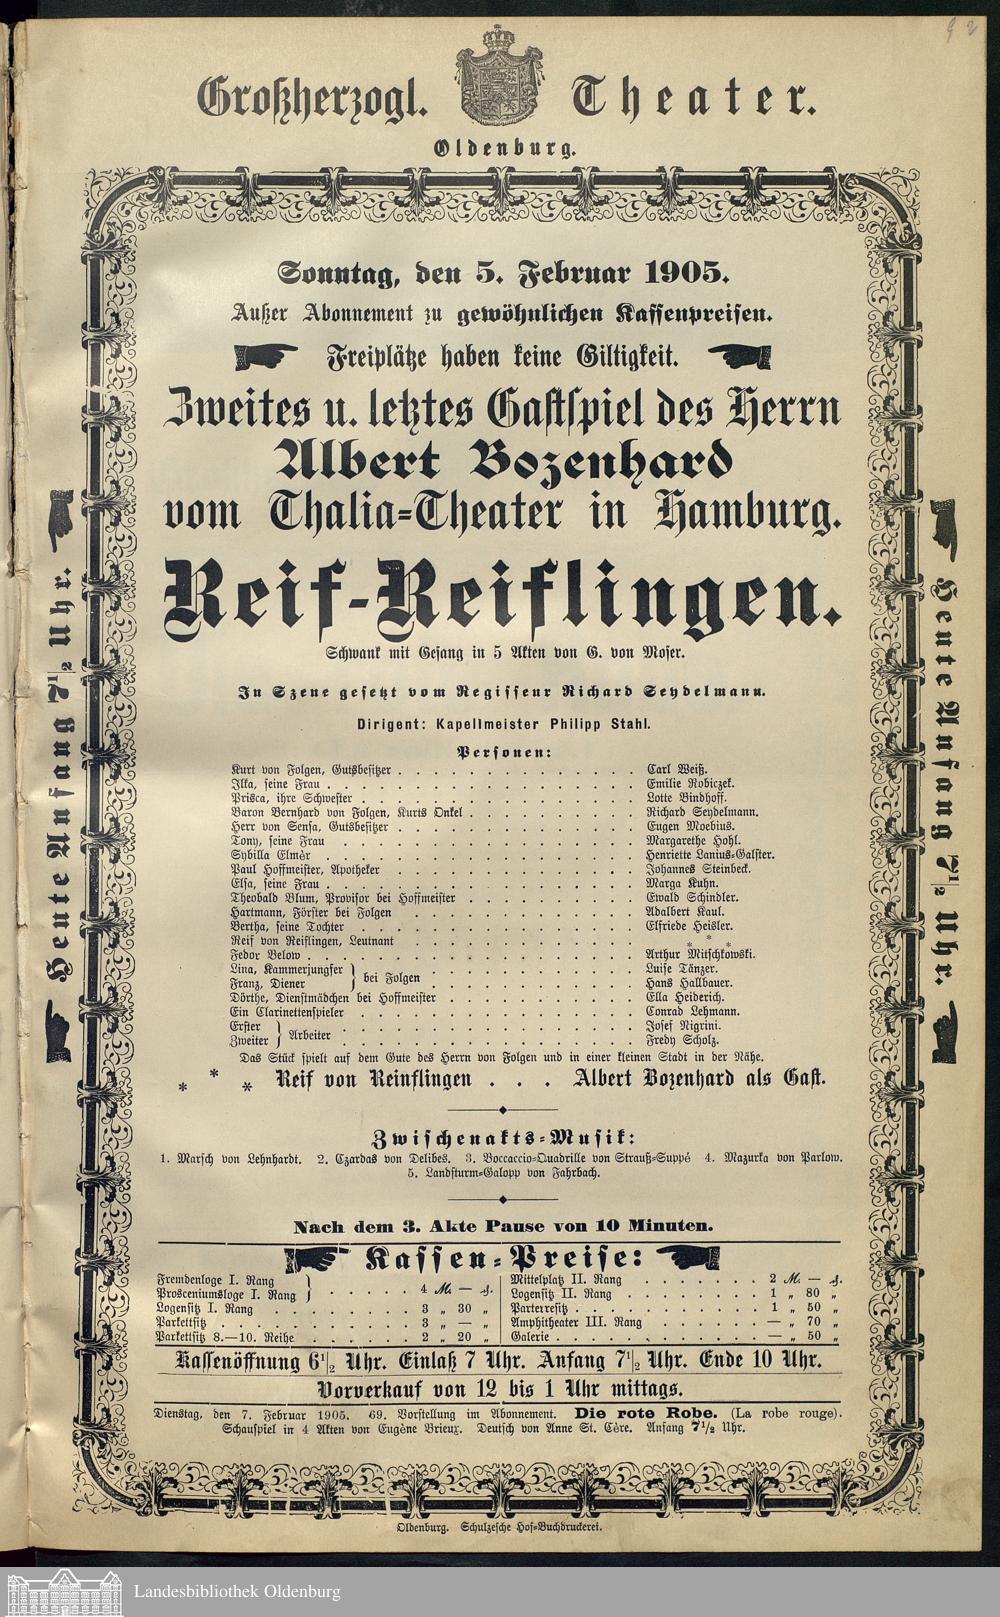 Großherzogl. Theater.
Oldenburg.
Sonntag, den 5. Februar 1905.
Außer Abonnement zu gewöhnlichen Kassenpreisen.
Freiplätze haben keine Giltigkeit.
Zweites u. letztes Gastspiel des Herrn
Albert Bozenhard
vom Thalia=Theater in Hamburg.
Reif-Reiflingen.
Schwank mit Gesang in 5 Akten von G. von Moser.
In Szene gesetzt vom Regisseur Richard Seydelmann.
Dirigent: Kapellmeister Philipp Stahl.
Personen:
Kurt von Folgen, Gutsbesitzer . . . Carl Weiß.
Ilka, seine Frau . . . Emilie Robiczek.
Prisca, ihre Schwester . . . Lotte Bindhoff.
Baron Bernhard von Folgen, Kurts Onkel . . . Richard Seydelmann.
Herr von Sensa, Gutsbesitzer . . . Eugen Moebius.
Tony, seine Frau . . . Margarethe Hohl.
Sybilla Elmér . . . Henriette Lanius=Galster.
Paul Hoffmeister, Apotheker . . . Johannes Steinbeck.
Elsa, seine Frau . . . Marga Kuhn.
Theobald Blum, Provisor bei Hoffmeister . . . Ewald Schindler.
Hartmann, Förster bei Folgen . . . Adalbert Kaul.
Bertha, seine Tochter . . . Elfriede Heisler.
Reif von Reiflingen, Leutnant . . . * * *
Fedor Below . . . Arthur Mitschkowski.
Lina, Kammerjungfer } bei Folgen . . . Luise Tänzer.
Franz, Diener . . . Hans Hallbauer.
Dörthe, Dienstmädchen bei Hoffmeister . . . Ella Heiderich.
Ein Clarinettenspieler . . . Conrad Lehmann.
Erster } Arbeiter . . . Josef Nigrini.
Zweiter . . . Fredy Scholz.
Das Stück spielt auf dem Gute des Herrn von Folgen und in einer kleinen Stadt in der Nähe.
* * * Reif von Reinflingen . . . Albert Bozenhard als Gast.
Zwischenakts=Musik:
1. Marsch von Lehnhardt. 2. Czardas von Delibes. 3. Boccaccio=Quadrille von Strauß=Suppé 4. Mazurka von Parlow.
5. Landsturm=Galopp von Fahrbach.
Nach dem 3. Akte Pause von 10 Minuten.
Kassen=Preise:
Fremdenloge I. Rang
Prosceniumsloge I. Rang } . . . 4 M. — d.
Logensitz I. Rang . . . 3 „ 30 „
Parkettsitz . . . 3 „ — „
Parkettsitz 8.—10. Reihe . . . 2 „ 20 „
Mittelplatz II. Rang . . . 2 M. — d.
Logensitz II. Rang . . . 1 „ 80 „
Parterresitz . . . 1 „ 50 „
Amphitheater III. Rang . . . — „ 70 „
Galerie . . . — „ 50 „
Kassenöffnung 6 1/2 Uhr. Einlaß 7 Uhr. Anfang 7 1/2 Uhr. Ende 10 Uhr.
Vorverkauf von 12 bis 1 Uhr mittags.
Dienstag, den 7. Februar 1905. 69. Vorstellung im Abonnement. Die rote Robe. (La robe rouge).
Schauspiel in 4 Akten von Eugène Brieux. Deutsch von Anne St. Cère. Anfang 7 1/2 Uhr.
Heute Anfang 7 1/2 Uhr.
Heute Anfang 7 1/2 Uhr.
Oldenburg. Schulzesche Hof=Buchdruckerei.
Landesbibliothek Oldenburg